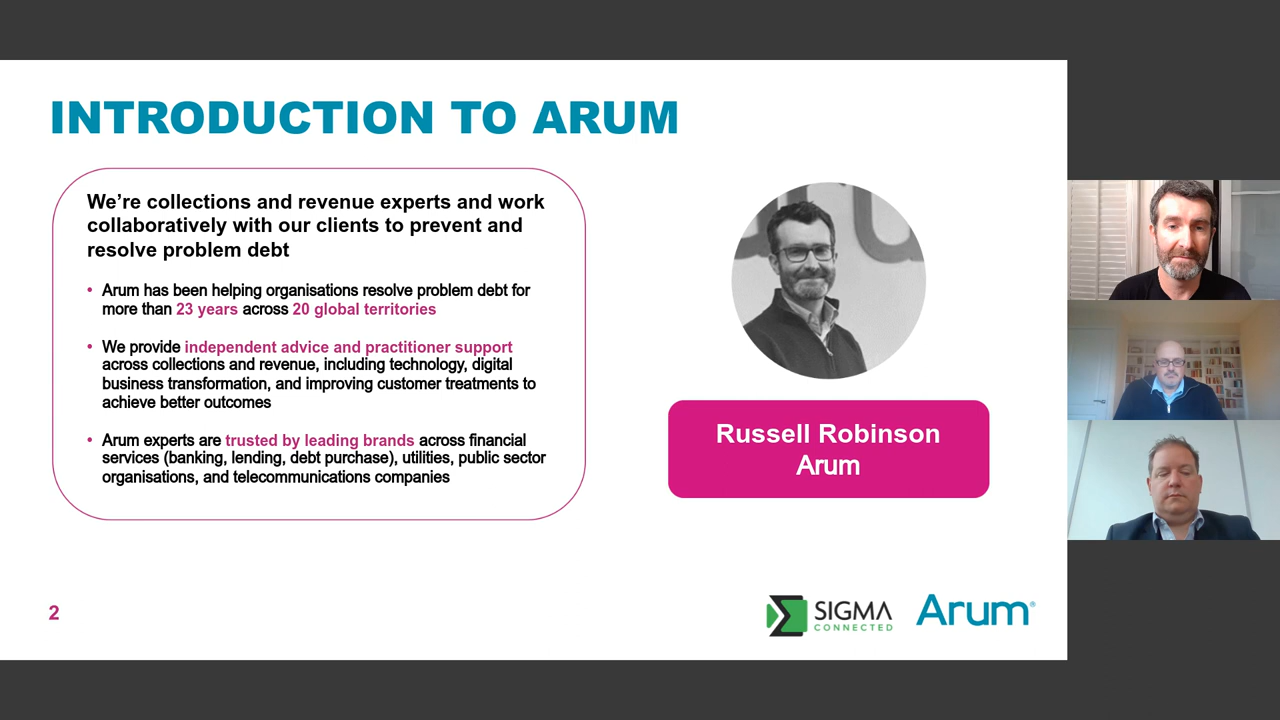 INTRODUCTION TO ARUM
We're collections and revenue experts and work
collaboratively with our clients to prevent and
resolve problem debt
• Arum has been helping organisations resolve problem debt for
more than 23 years across 20 global territories
• We provide independent advice and practitioner support
across collections and revenue, including technology, digital
business transformation, and improving customer treatments to
achieve better outcomes
• Arum experts are trusted by leading brands across financial
services (banking, lending, debt purchase), utilities, public sector
organisations, and telecommunications companies
Russell Robinson
Arum
2
SIGMA
CONNECTED
Arum®